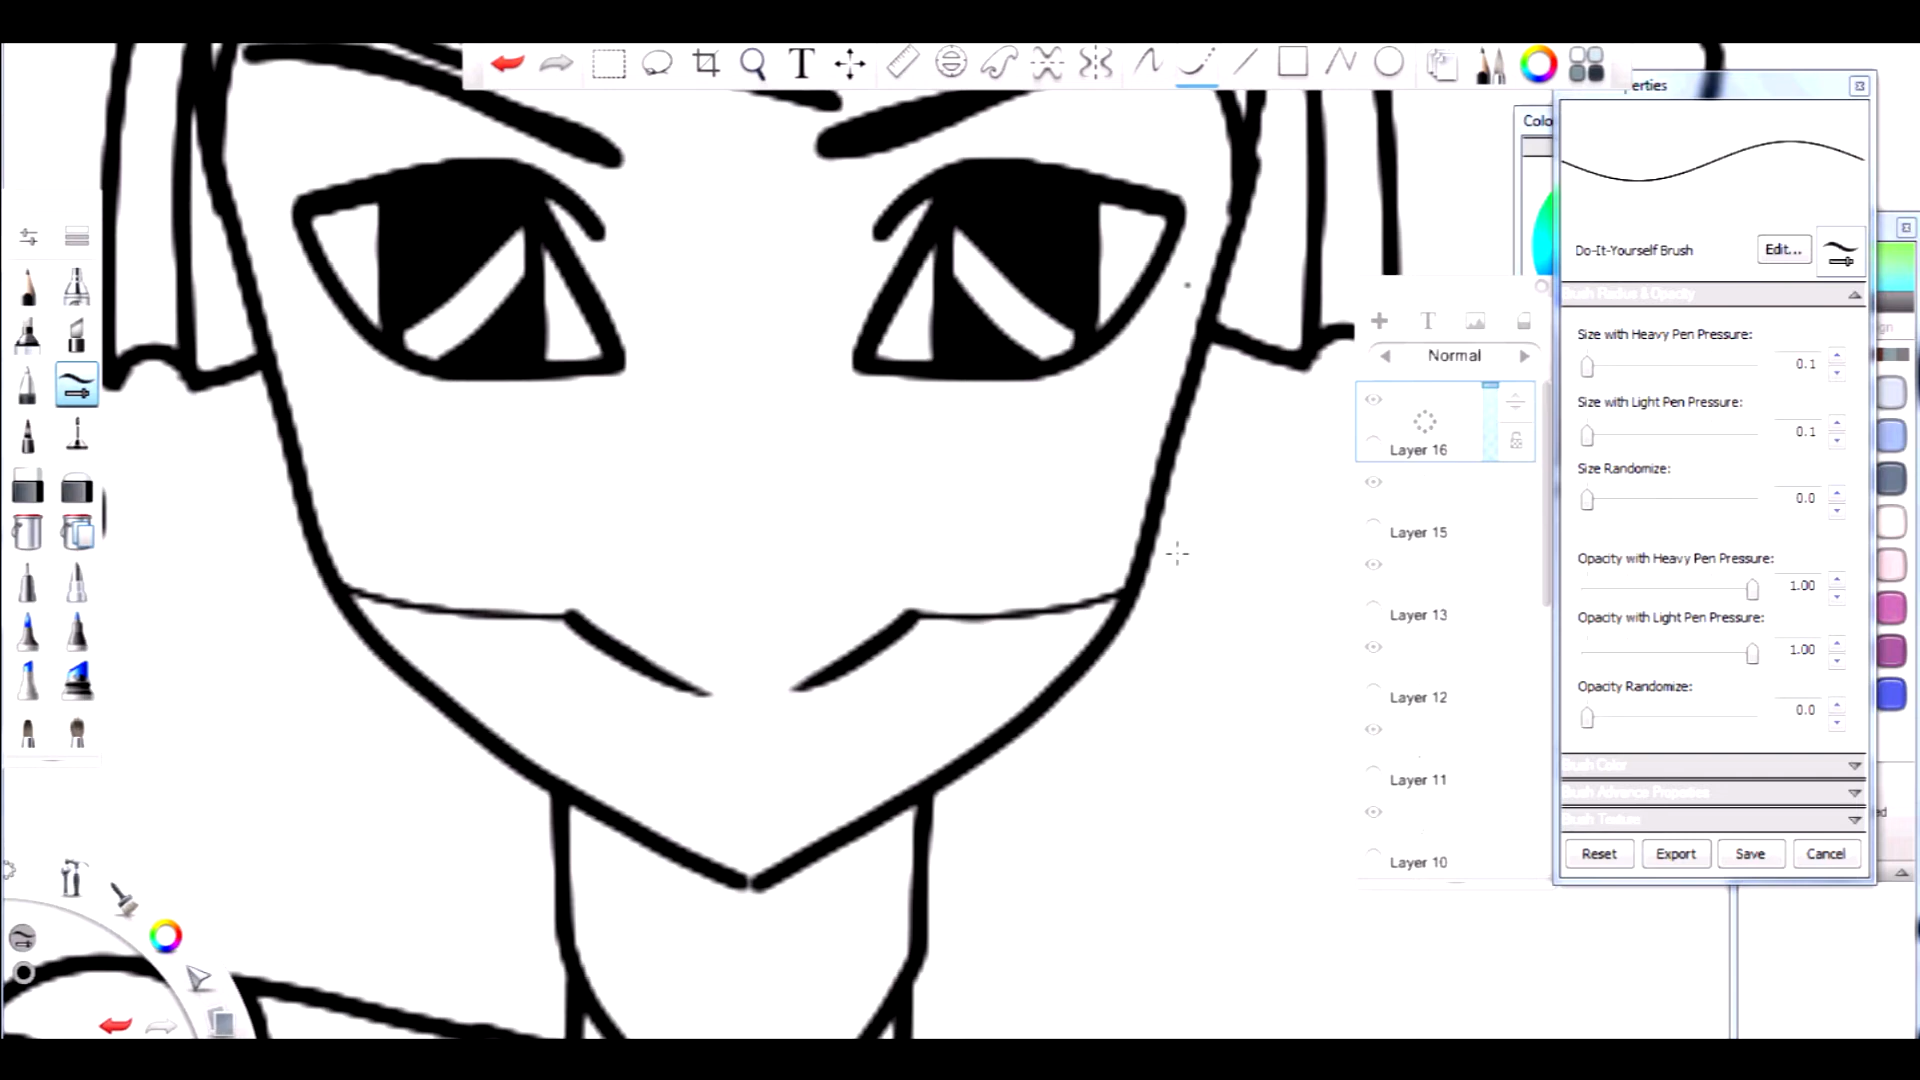 T
erties
Colo
Do-It-Yourself Brush
Edit...
Brush Radius & Opacity
Size with Heavy Pen Pressure:
0.1
Size with Light Pen Pressure:
0.1
Size Randomize:
0.0
Opacity with Heavy Pen Pressure:
1.00
Opacity with Light Pen Pressure:
1.00
Opacity Randomize:
0.0
Brush Color
Brush Advance Properties
Brush Texture
Reset
Export
Save
Cancel
T
Normal
Layer 16
Layer 15
Layer 13
Layer 12
Layer 11
Layer 10
gn
ed